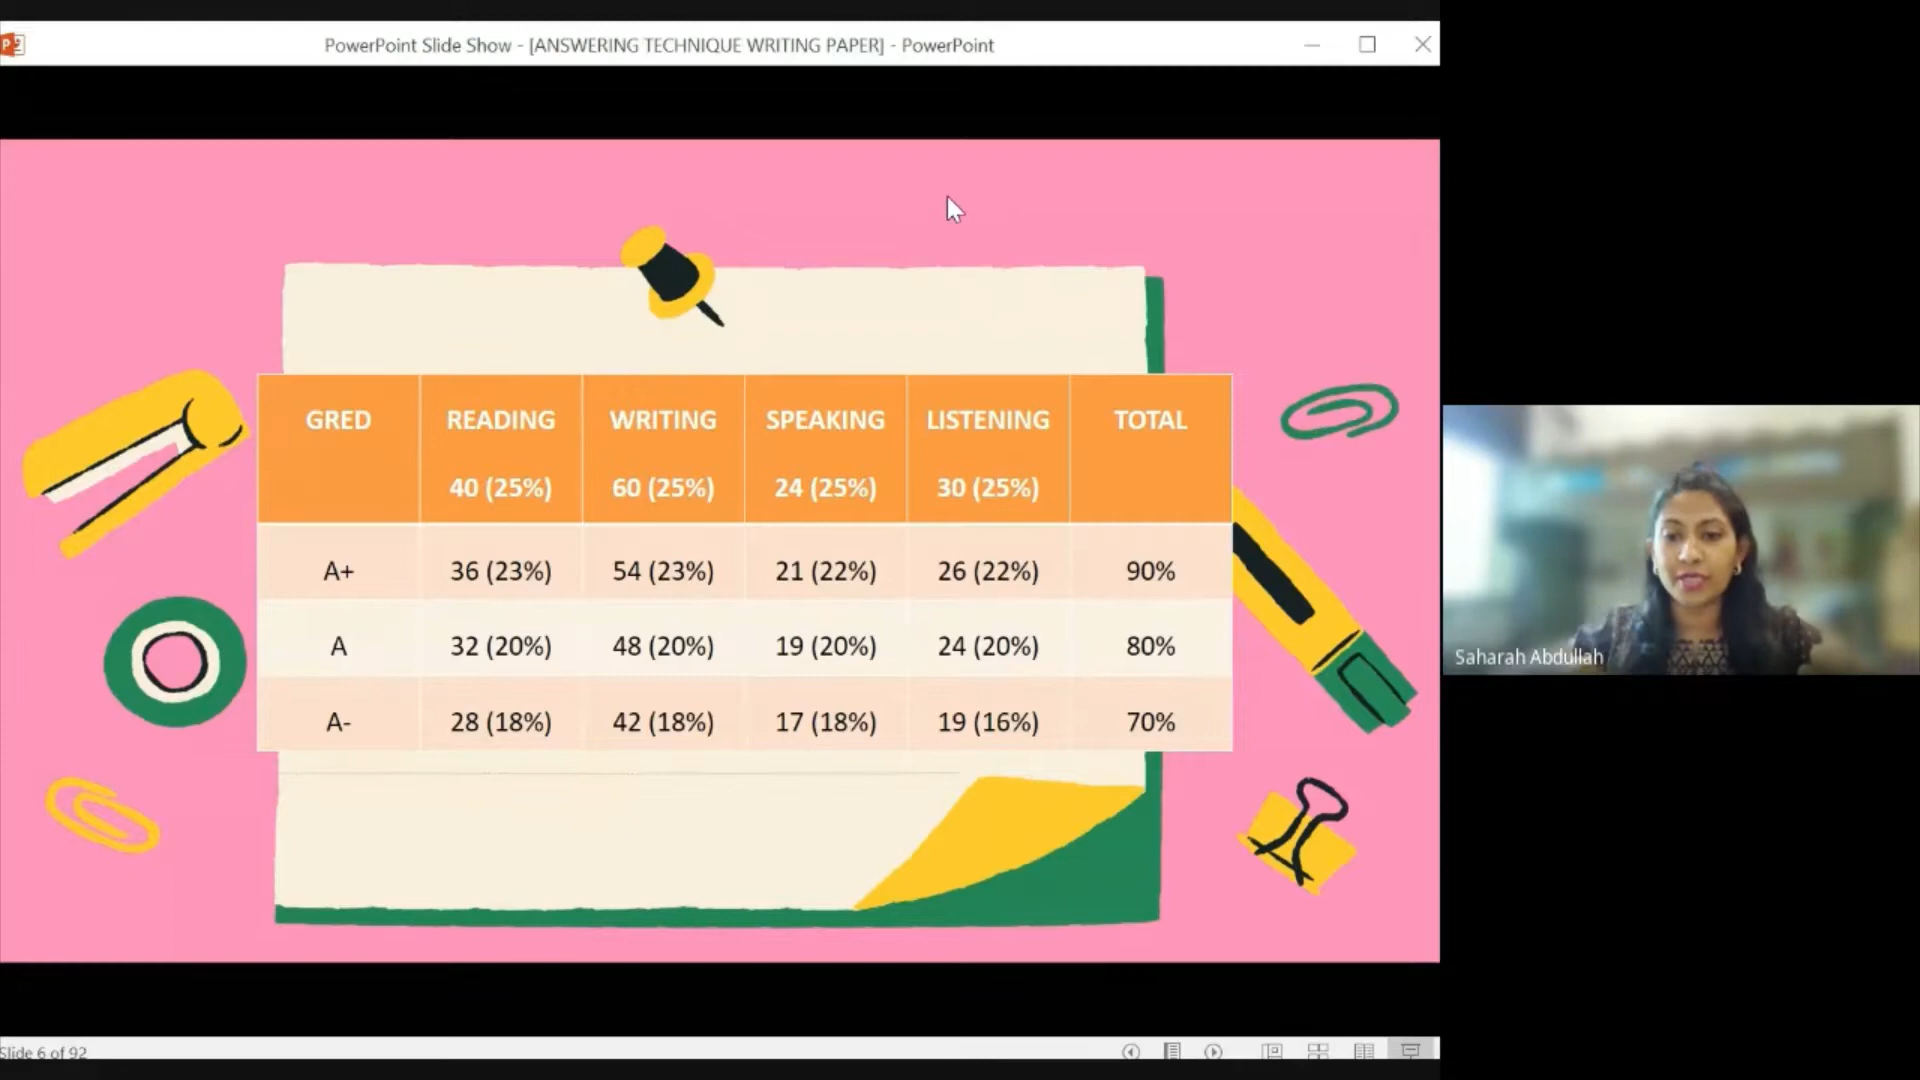 PowerPoint Slide Show - [ANSWERING TECHNIQUE WRITING PAPER] - PowerPoint
GRED READING WRITING SPEAKING LISTENING TOTAL
40 (25%) 60 (25%) 24 (25%) 30 (25%)
A+ 36 (23%) 54 (23%) 21 (22%) 26 (22%) 90%
A 32 (20%) 48 (20%) 19 (20%) 24 (20%) 80%
A- 28 (18%) 42 (18%) 17 (18%) 19 (16%) 70%
Saharah Abdullah
Slide 6 of 92